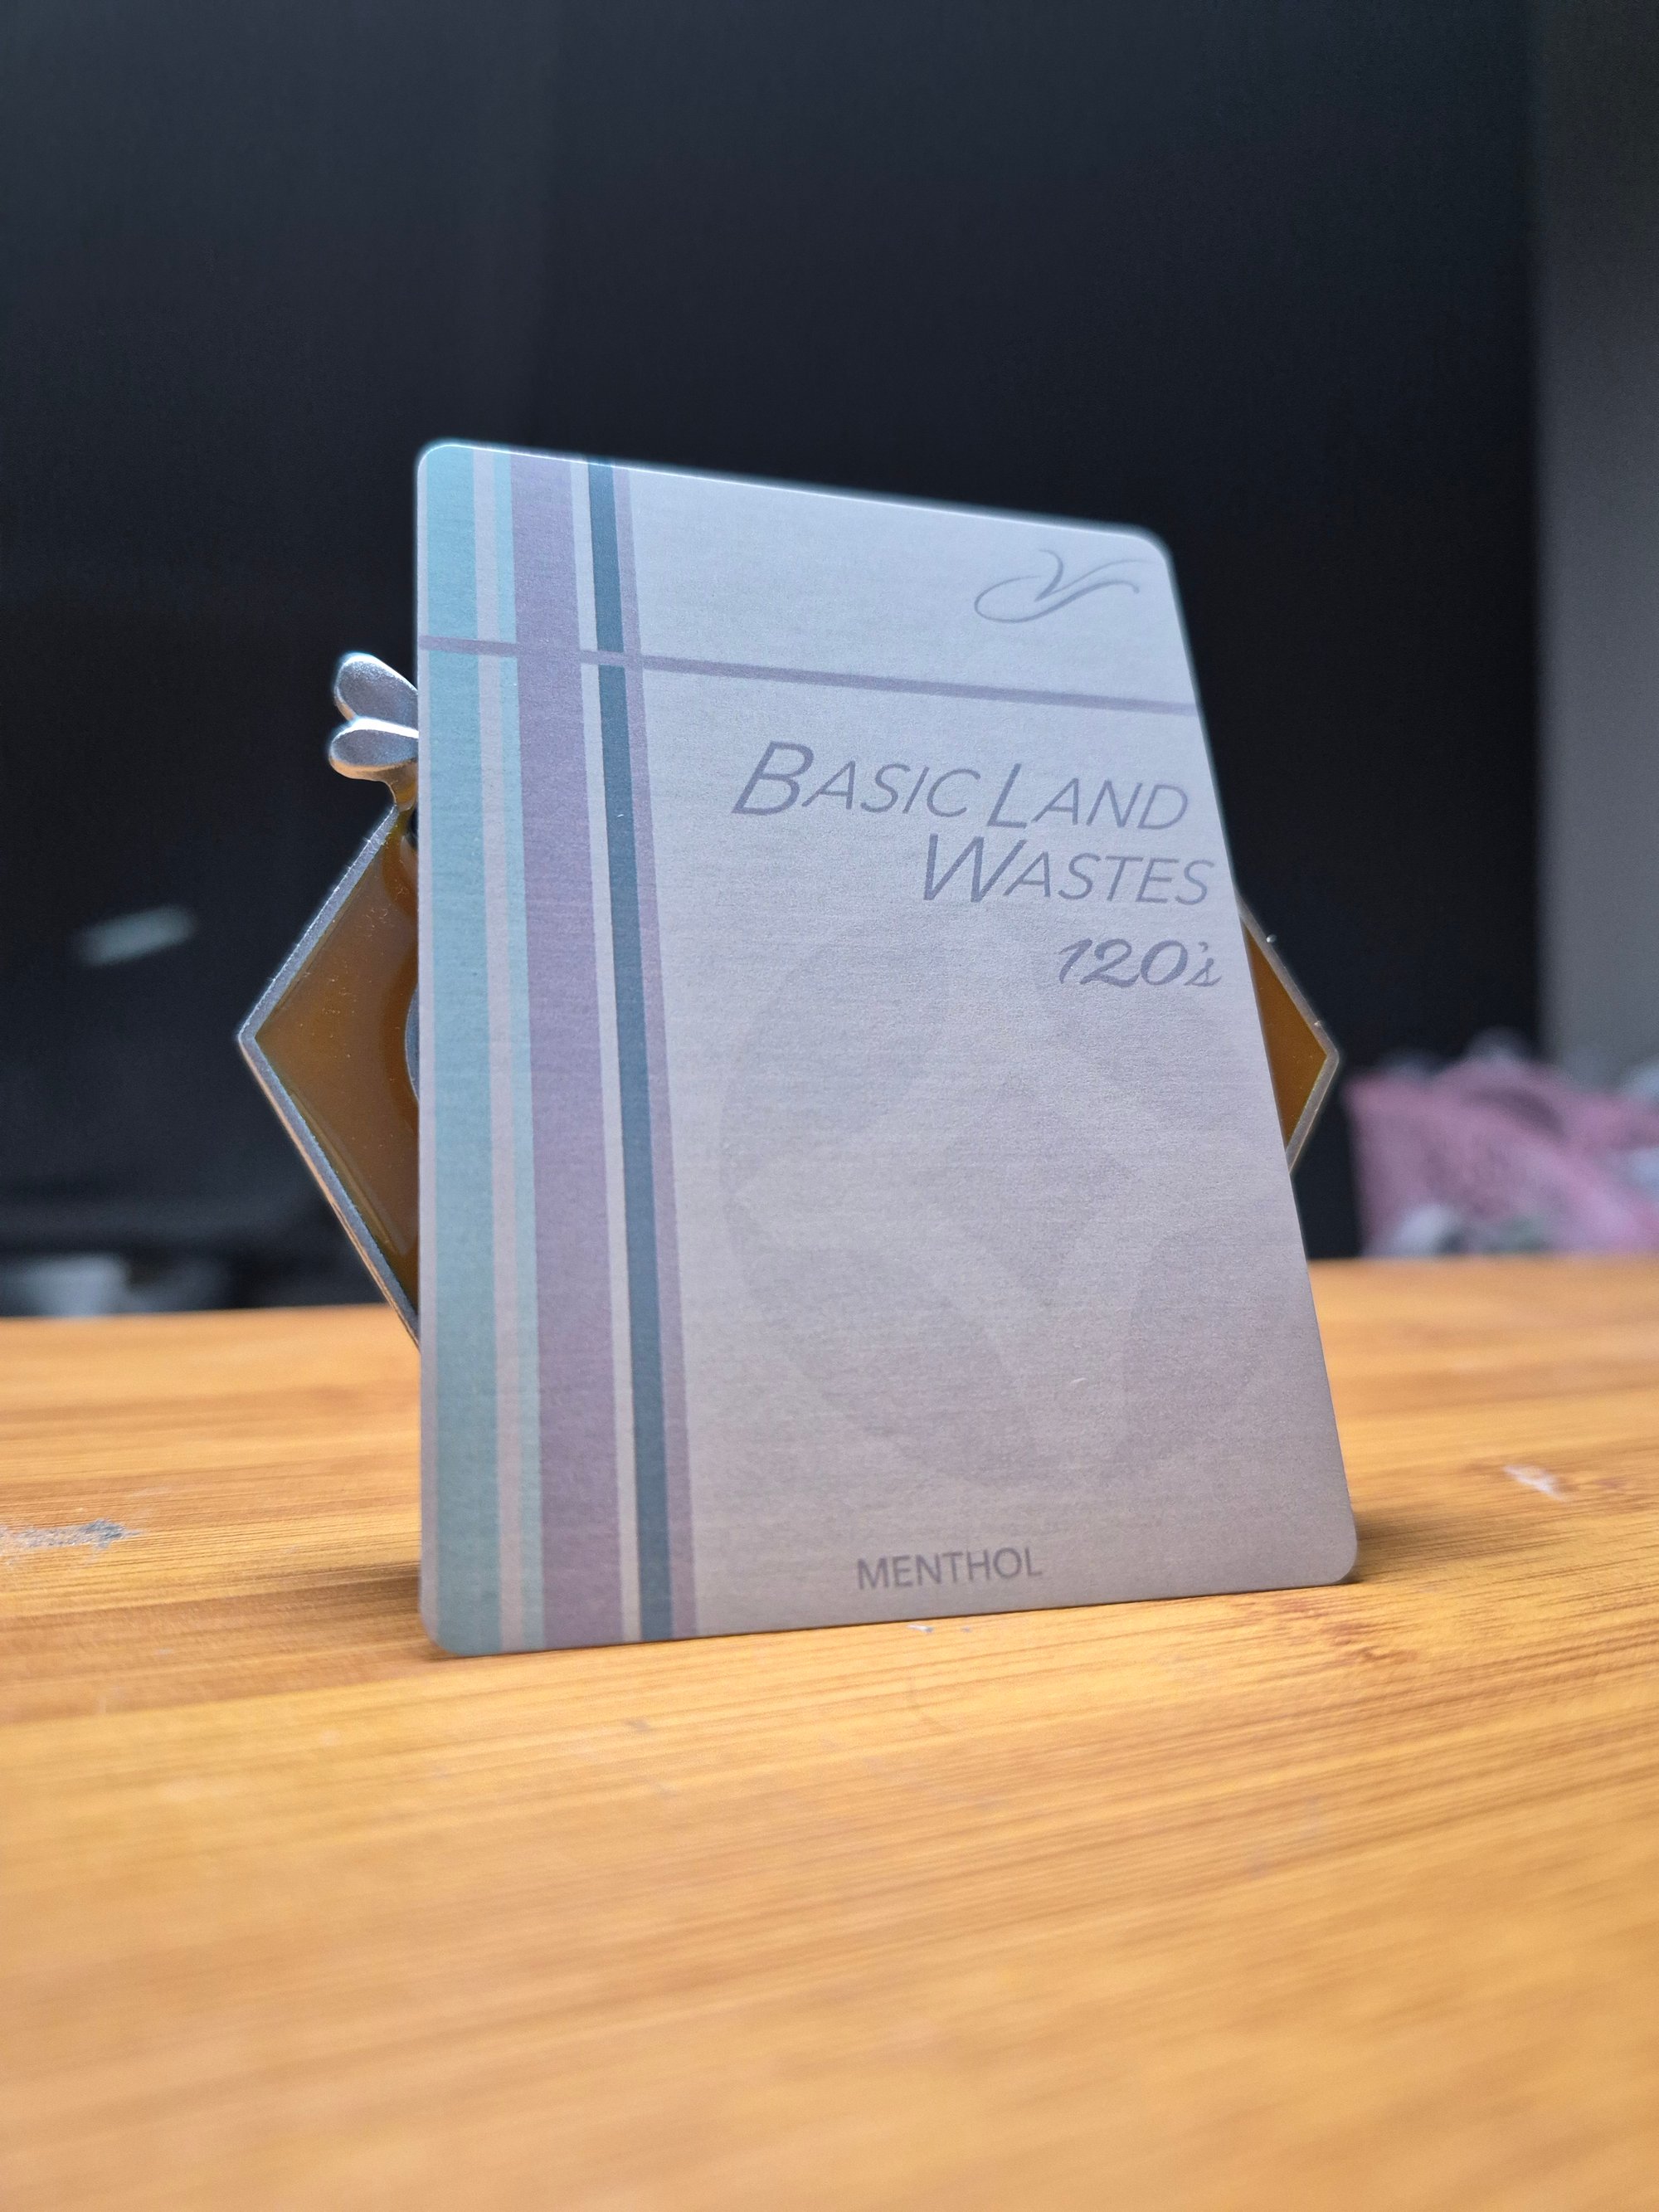 BASIC LAND
WASTES
120's
MENTHOL